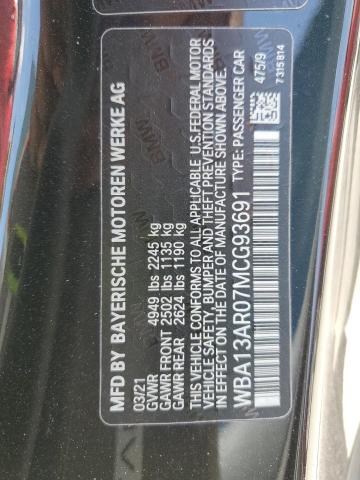 MFD BY BAYERISCHE MOTOREN WERKE AG
03/21
GVWR 4949 lbs 2245 kg
GAWR FRONT 2502 lbs 1135 kg
GAWR REAR 2624 lbs 1190 kg
THIS VEHICLE CONFORMS TO ALL APPLICABLE U.S. FEDERAL MOTOR
VEHICLE SAFETY, BUMPER AND THEFT PREVENTION STANDARDS
IN EFFECT ON THE DATE OF MANUFACTURE SHOWN ABOVE.
WBA13AR07MCG93691 TYPE: PASSENGER CAR
475/9
7315814
BMW